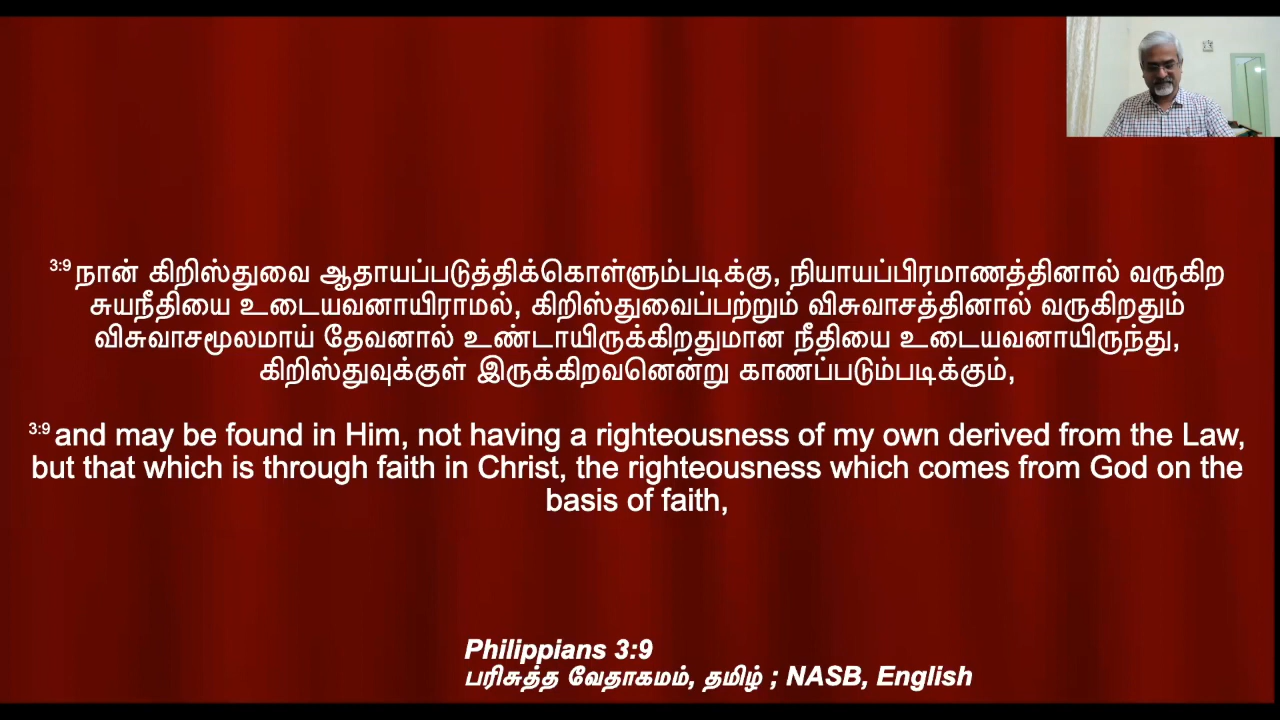 3:9 நான் கிறிஸ்துவை ஆதாயப்படுத்திக்கொள்ளும்படிக்கு, நியாயப்பிரமாணத்தினால் வருகிற
சுயநீதியை உடையவனாயிராமல், கிறிஸ்துவைப்பற்றும் விசுவாசத்தினால் வருகிறதும்
விசுவாசமூலமாய் தேவனால் உண்டாயிருக்கிறதுமான நீதியை உடையவனாயிருந்து,
கிறிஸ்துவுக்குள் இருக்கிறவனென்று காணப்படும்படிக்கும்,
3:9 and may be found in Him, not having a righteousness of my own derived from the Law,
but that which is through faith in Christ, the righteousness which comes from God on the
basis of faith,
Philippians 3:9
பரிசுத்த வேதாகமம், தமிழ் ; NASB, English